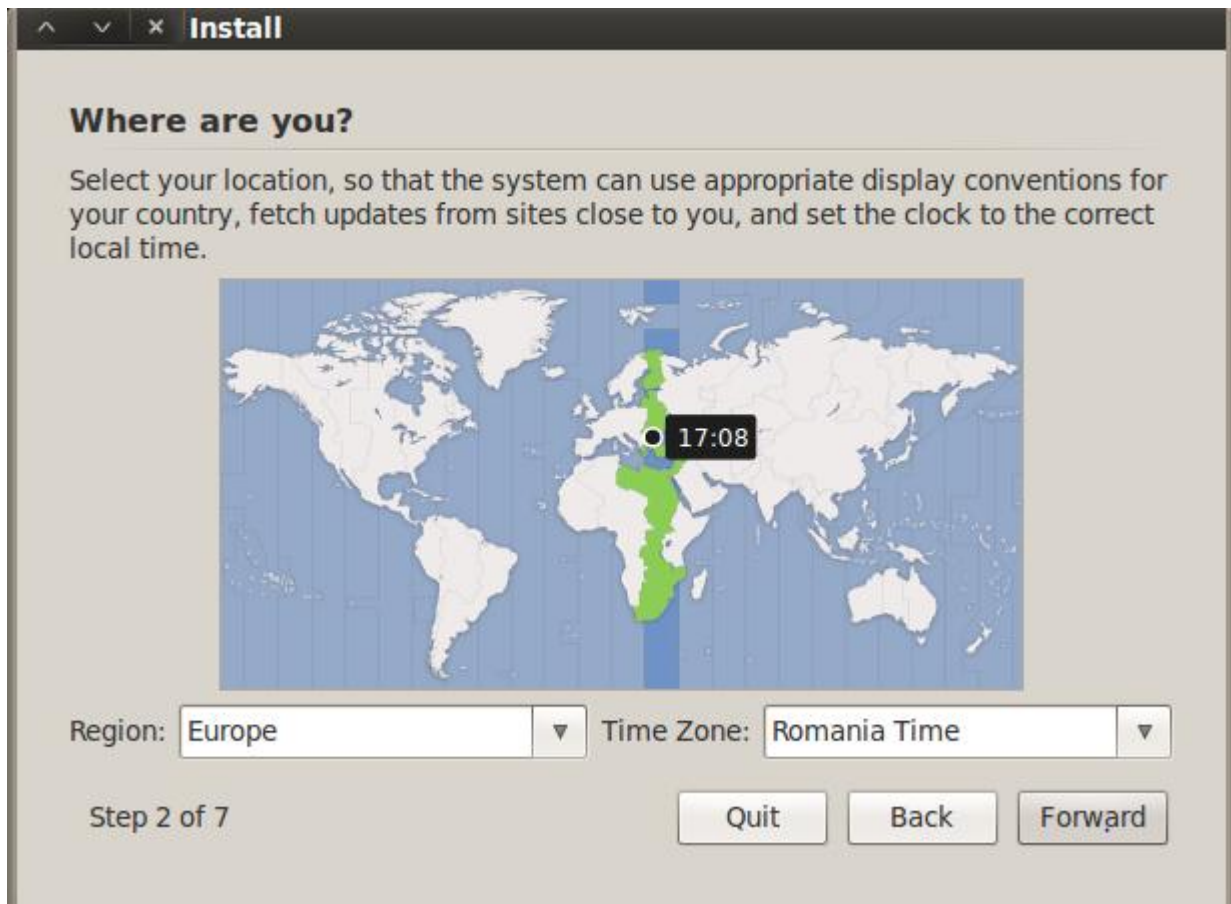 Install
Where are you?
Select your location, so that the system can use appropriate display conventions for
your country, fetch updates from sites close to you, and set the clock to the correct
local time.
17:08
Region: Europe Time Zone: Romania Time
Step 2 of 7 Quit Back Forward